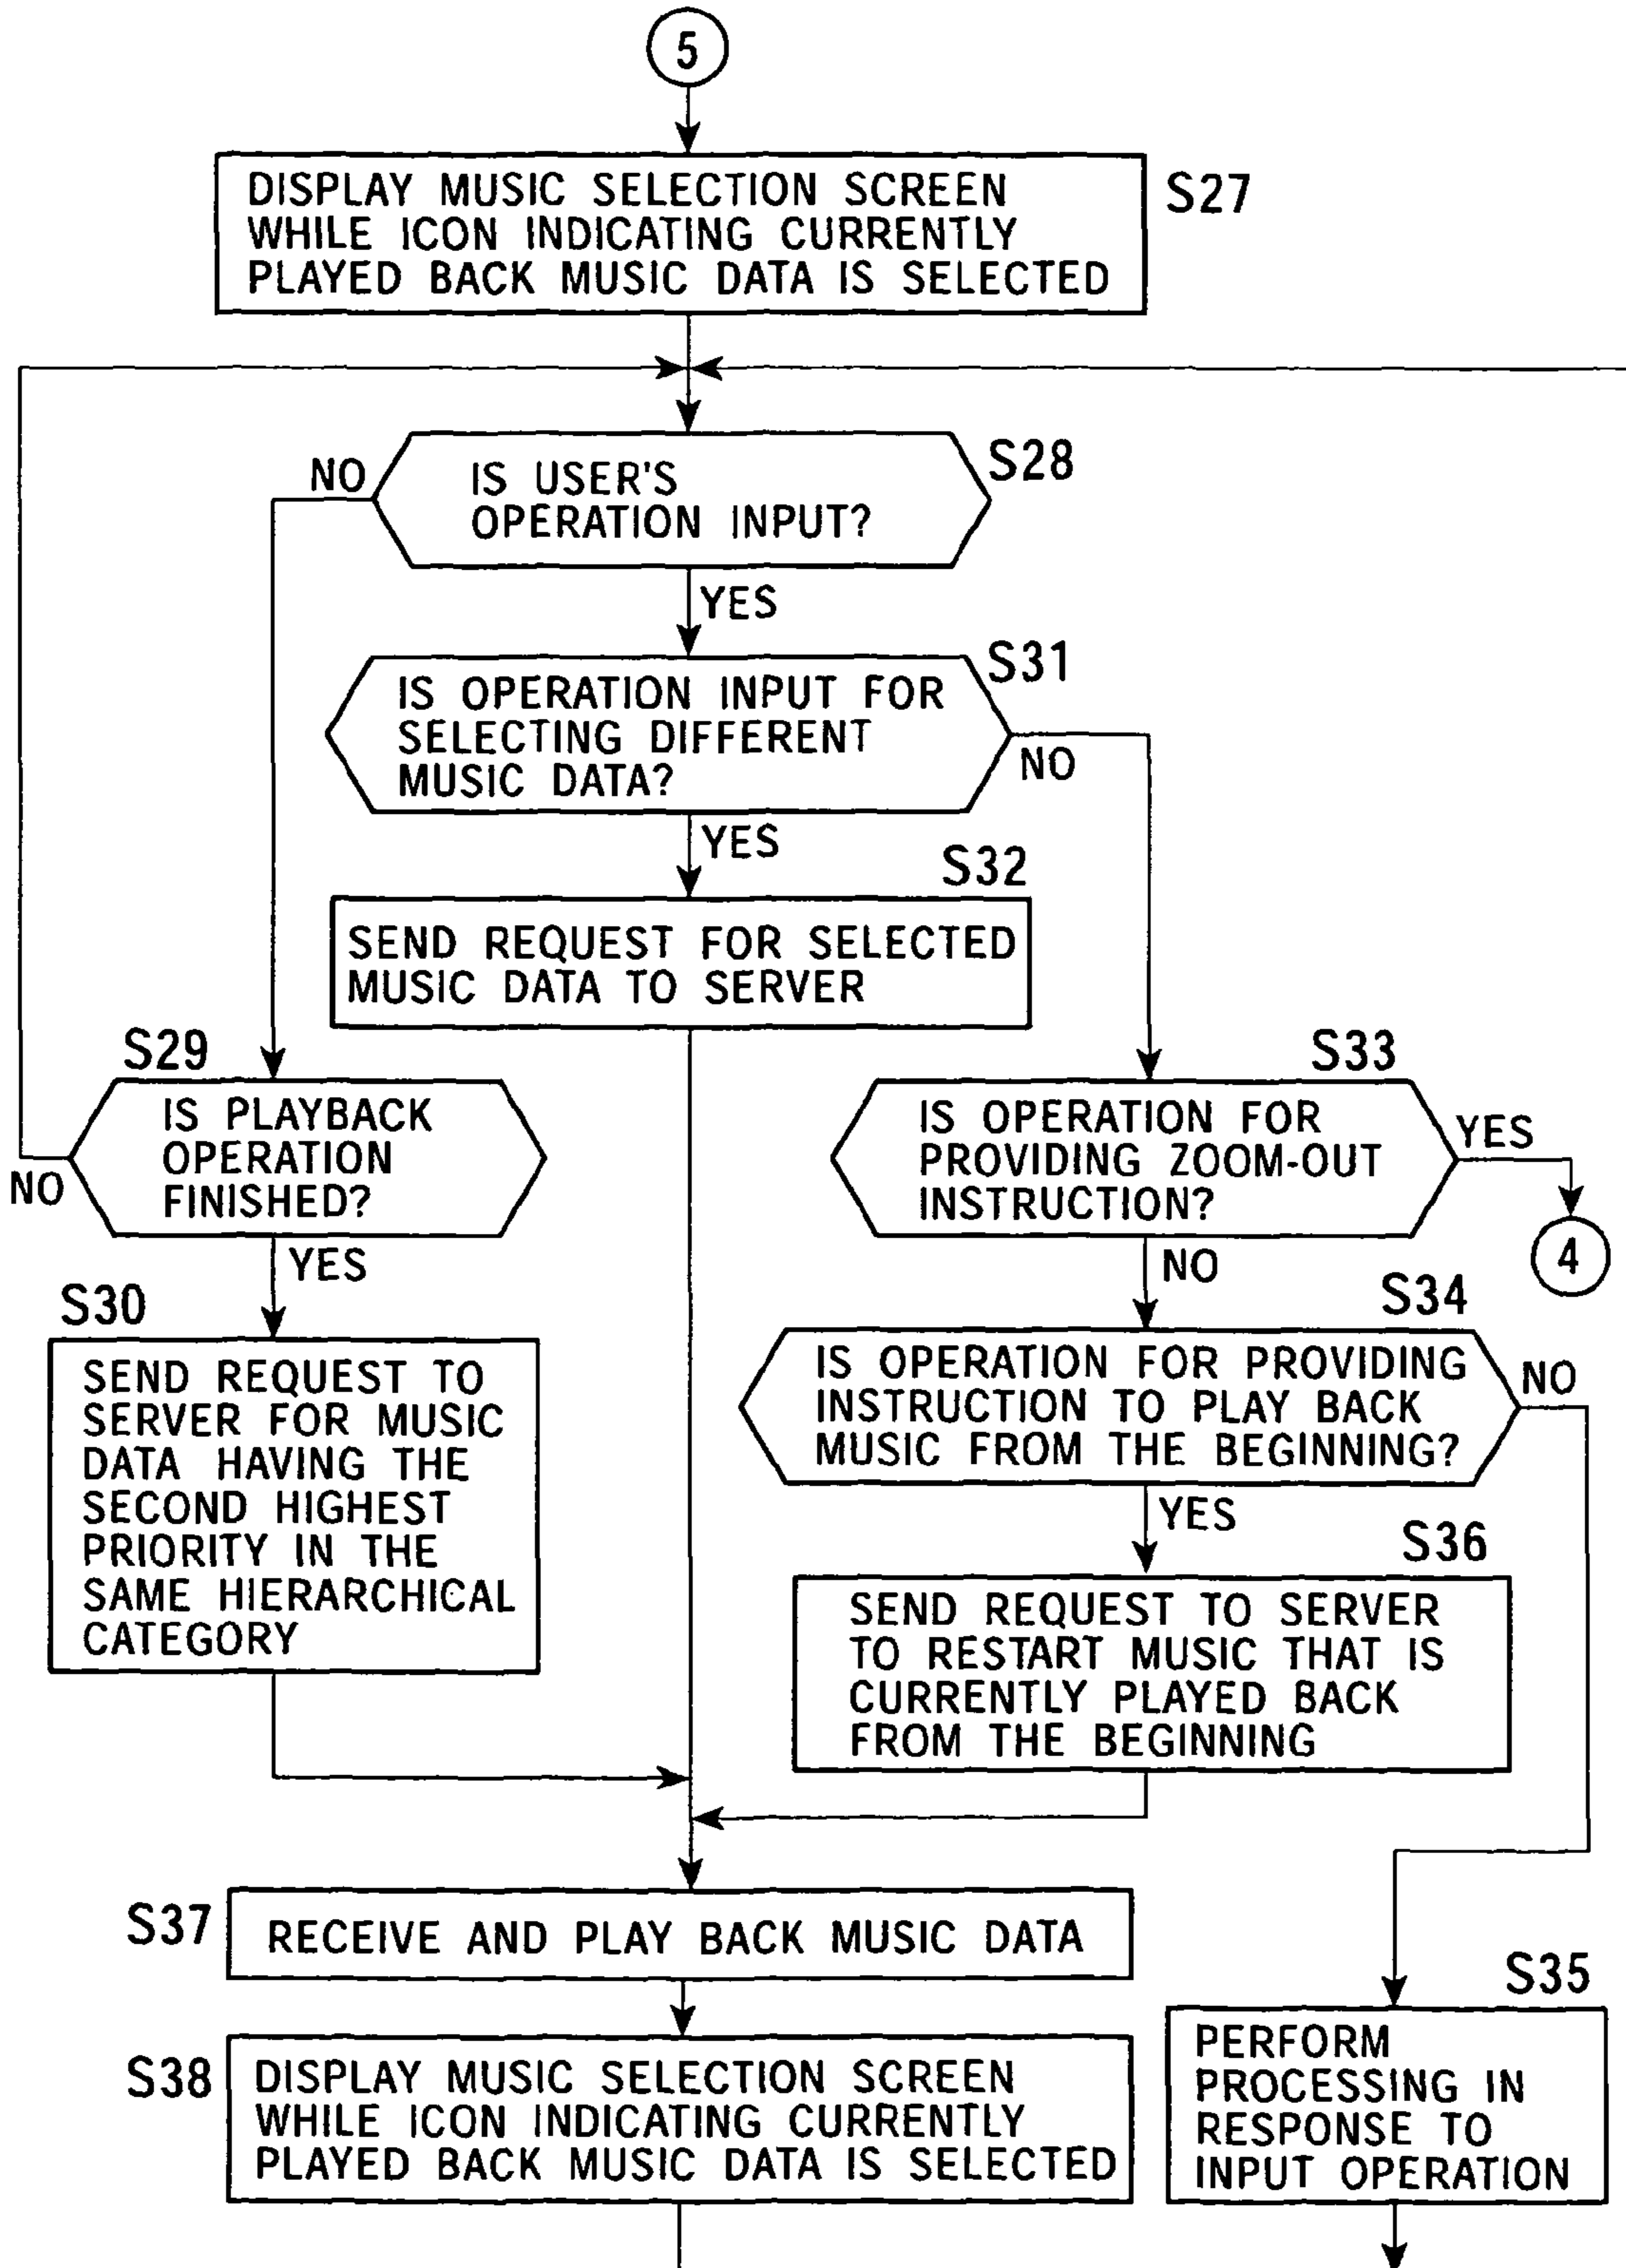 5
DISPLAY MUSIC SELECTION SCREEN
WHILE ICON INDICATING CURRENTLY
PLAYED BACK MUSIC DATA IS SELECTED
S27
IS USER'S
OPERATION INPUT?
S28
NO
YES
IS OPERATION INPUT FOR
SELECTING DIFFERENT
MUSIC DATA?
S31
NO
YES
S32
SEND REQUEST FOR SELECTED
MUSIC DATA TO SERVER
S29
IS PLAYBACK
OPERATION
FINISHED?
NO
YES
S33
IS OPERATION FOR
PROVIDING ZOOM-OUT
INSTRUCTION?
YES
4
NO
S30
SEND REQUEST TO
SERVER FOR MUSIC
DATA HAVING THE
SECOND HIGHEST
PRIORITY IN THE
SAME HIERARCHICAL
CATEGORY
S34
IS OPERATION FOR PROVIDING
INSTRUCTION TO PLAY BACK
MUSIC FROM THE BEGINNING?
NO
YES
S36
SEND REQUEST TO SERVER
TO RESTART MUSIC THAT IS
CURRENTLY PLAYED BACK
FROM THE BEGINNING
S37
RECEIVE AND PLAY BACK MUSIC DATA
S38
DISPLAY MUSIC SELECTION SCREEN
WHILE ICON INDICATING CURRENTLY
PLAYED BACK MUSIC DATA IS SELECTED
S35
PERFORM
PROCESSING IN
RESPONSE TO
INPUT OPERATION